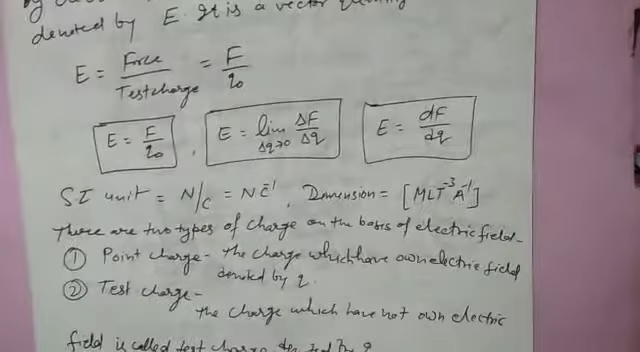 denoted by E. It is a vector quantity
E = Force/Testcharge = F/q₀
E = F/q₀ , E = lim Δq→0 ΔF/Δq E = dF/dq
SI unit = N/C = NC⁻¹, Dimension = [MLT⁻³A⁻¹]
There are two types of charge on the bases of electric field-
① Point charge - The charge which have own electric field
denoted by q.
② Test charge -
The charge which have not own electric
field is called test charge